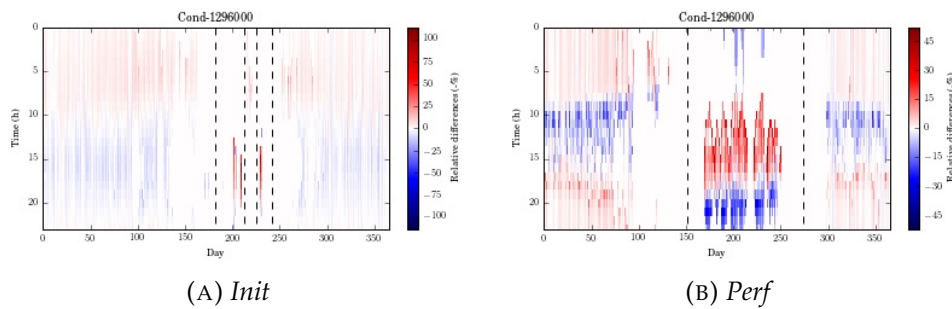 Cond-1296000
0
5
10
15
20
Time (h)
0 50 100 150 200 250 300 350
Day
100
75
50
25
0
−25
−50
−75
−100
Relative differences (-%)
(A) Init
Cond-1296000
0
5
10
15
20
Time (h)
0 50 100 150 200 250 300 350
Day
45
30
15
0
−15
−30
−45
Relative differences (-%)
(B) Perf